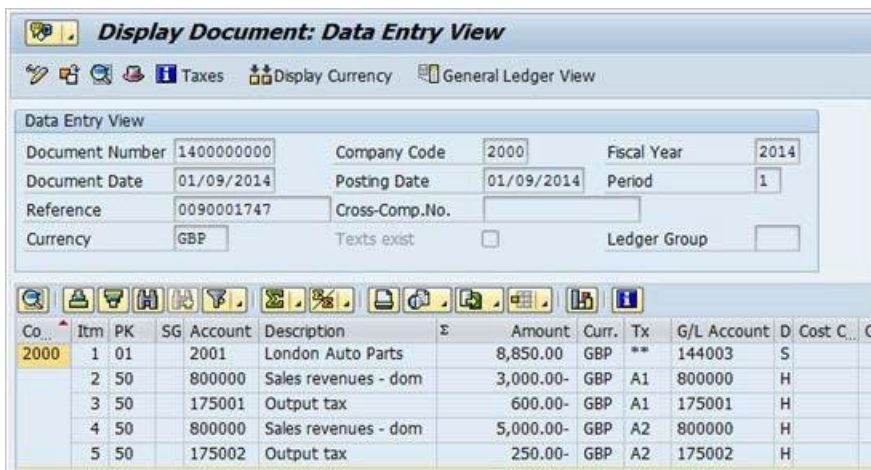 Display Document: Data Entry View
Taxes Display Currency General Ledger View
Data Entry View
Document Number 1400000000 Company Code 2000 Fiscal Year 2014
Document Date 01/09/2014 Posting Date 01/09/2014 Period 1
Reference 0090001747 Cross-Comp.No.
Currency GBP Texts exist Ledger Group
Co... Itm PK SG Account Description Σ Amount Curr. Tx G/L Account D Cost C... C
2000 1 01 2001 London Auto Parts 8,850.00 GBP ** 144003 S
2 50 800000 Sales revenues - dom 3,000.00- GBP A1 800000 H
3 50 175001 Output tax 600.00- GBP A1 175001 H
4 50 800000 Sales revenues - dom 5,000.00- GBP A2 800000 H
5 50 175002 Output tax 250.00- GBP A2 175002 H